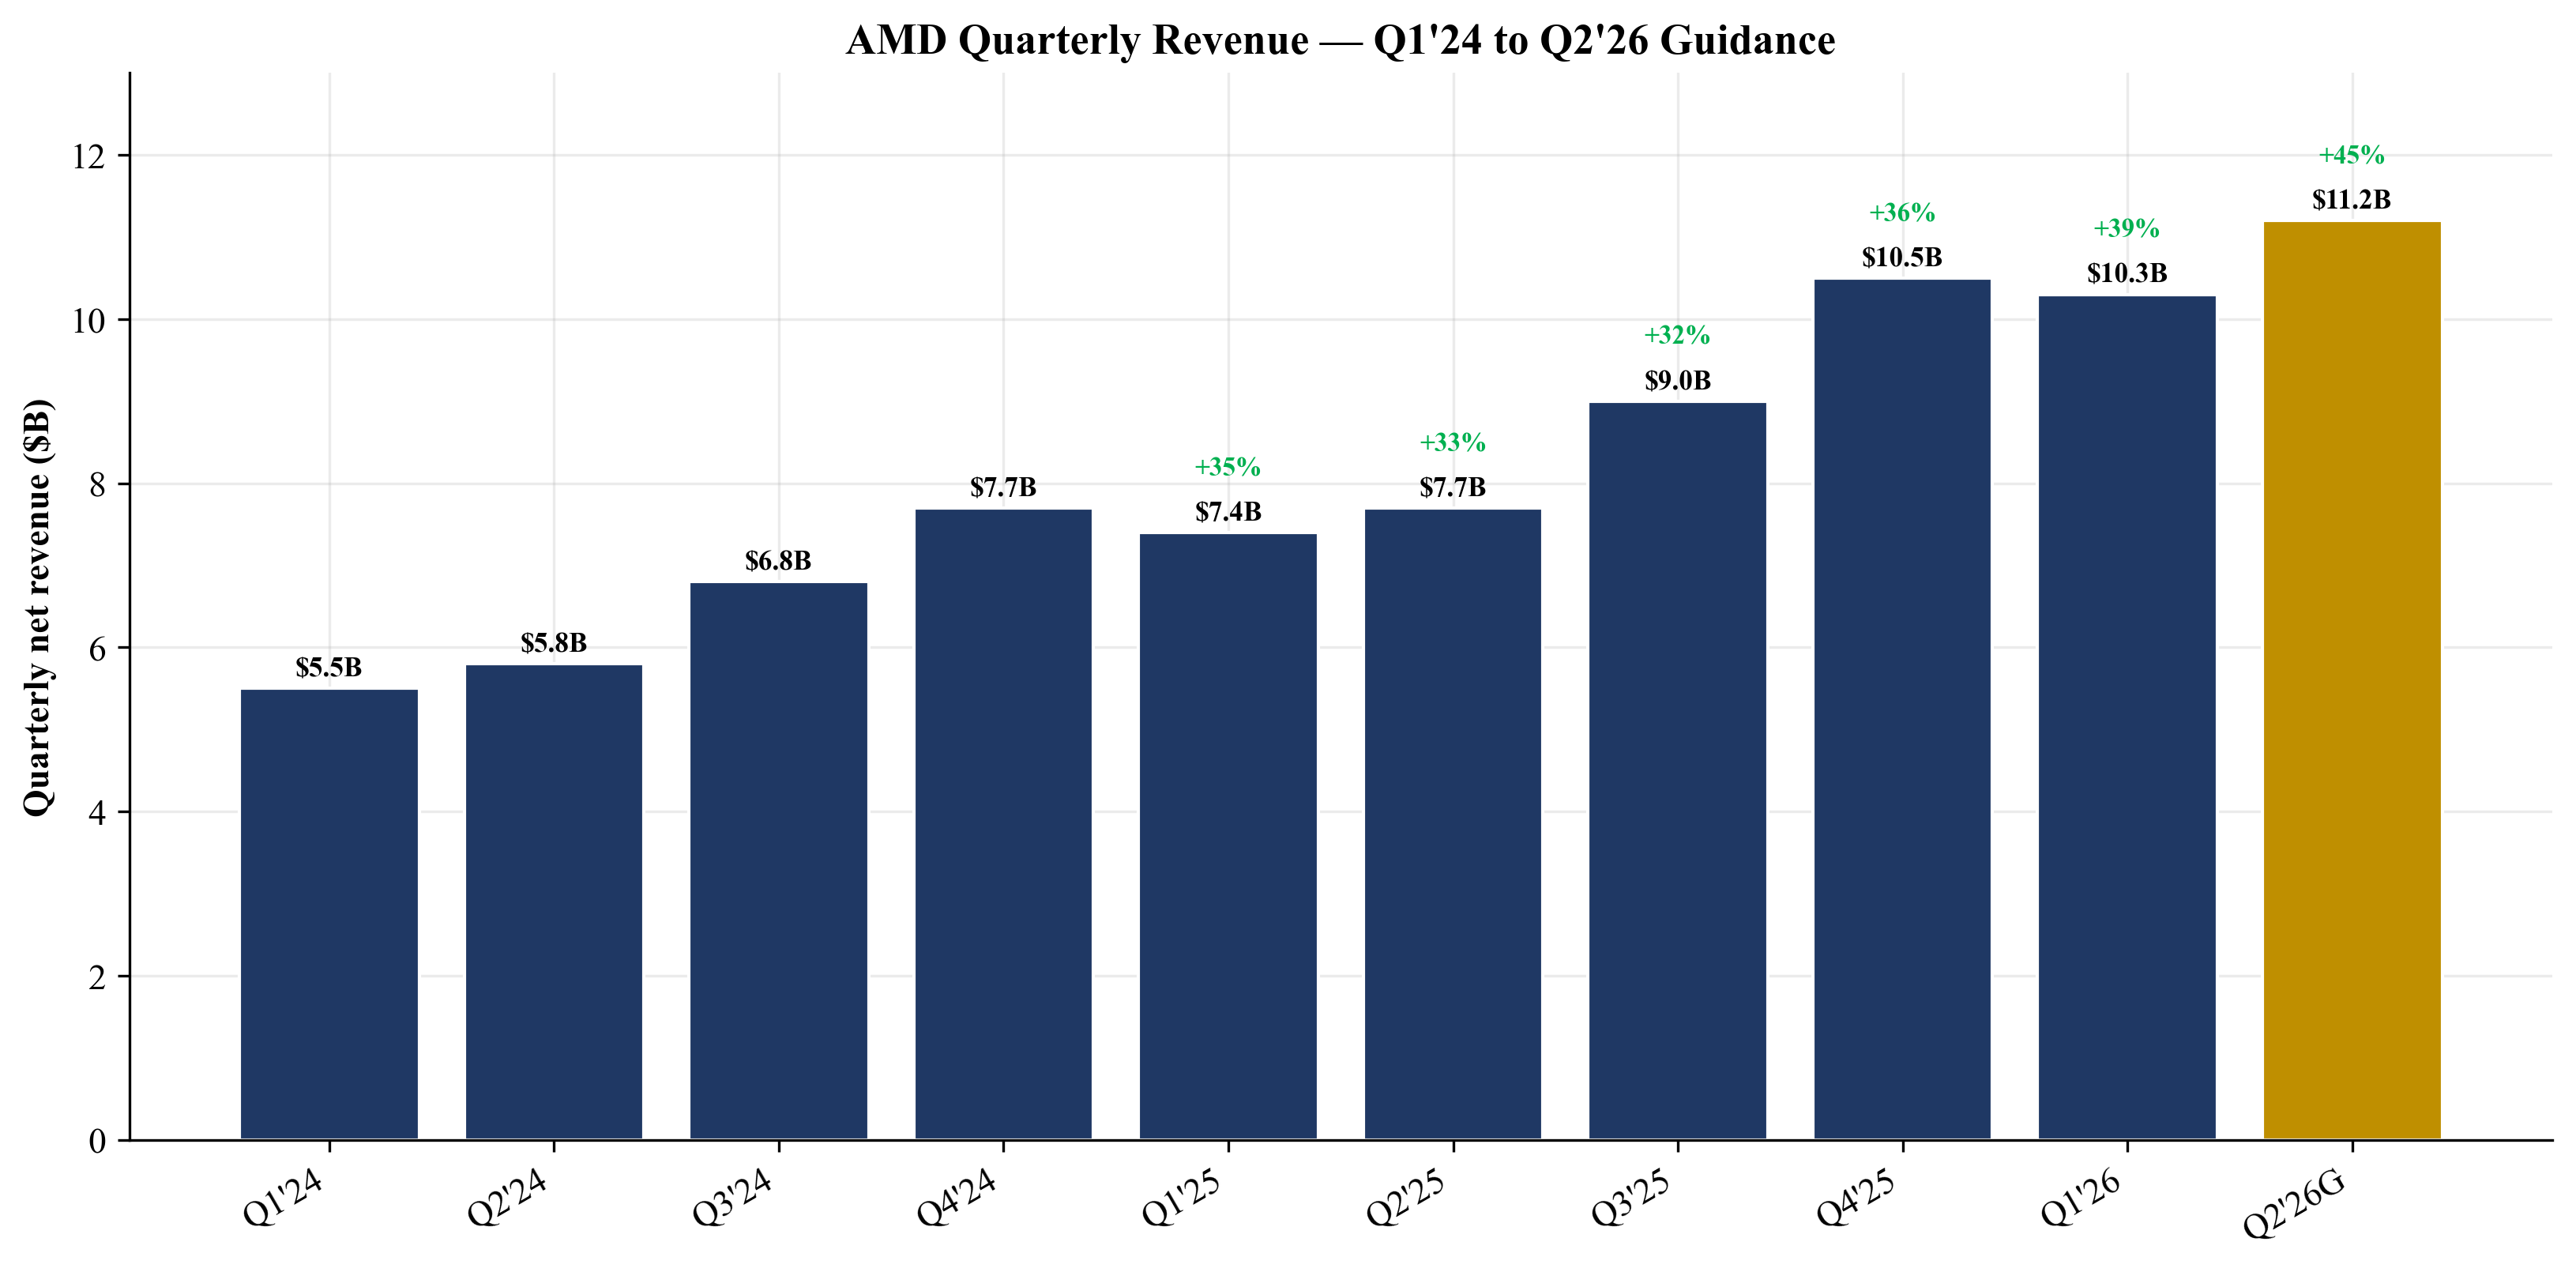 AMD Quarterly Revenue — Q1'24 to Q2'26 Guidance
Quarterly net revenue ($B)
12
10
8
6
4
2
0
$5.5B
$5.8B
$6.8B
$7.7B
+35%
$7.4B
+33%
$7.7B
+32%
$9.0B
+36%
$10.5B
+39%
$10.3B
+45%
$11.2B
Q1'24
Q2'24
Q3'24
Q4'24
Q1'25
Q2'25
Q3'25
Q4'25
Q1'26
Q2'26G